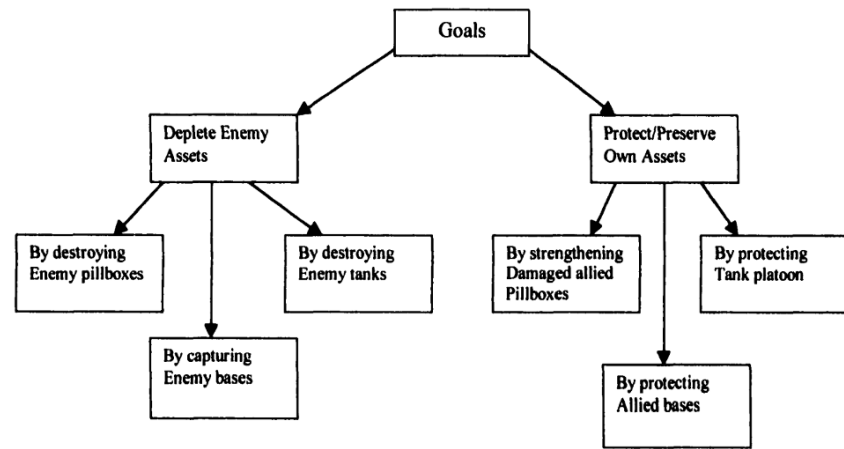 Goals
Deplete Enemy
Assets
Protect/Preserve
Own Assets
By destroying
Enemy pillboxes
By destroying
Enemy tanks
By strengthening
Damaged allied
Pillboxes
By protecting
Tank platoon
By capturing
Enemy bases
By protecting
Allied bases